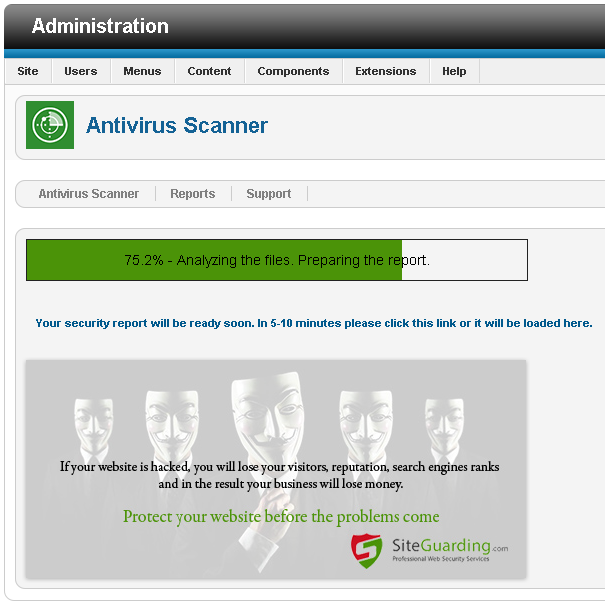 Administration
Site Users Menus Content Components Extensions Help
Antivirus Scanner
Antivirus Scanner Reports Support
75.2% - Analyzing the files. Preparing the report.
Your security report will be ready soon. In 5-10 minutes please click this link or it will be loaded here.
If your website is hacked, you will lose your visitors, reputation, search engines ranks
and in the result your business will lose money.
Protect your website before the problems come
SiteGuarding.com
Professional Web Security Services